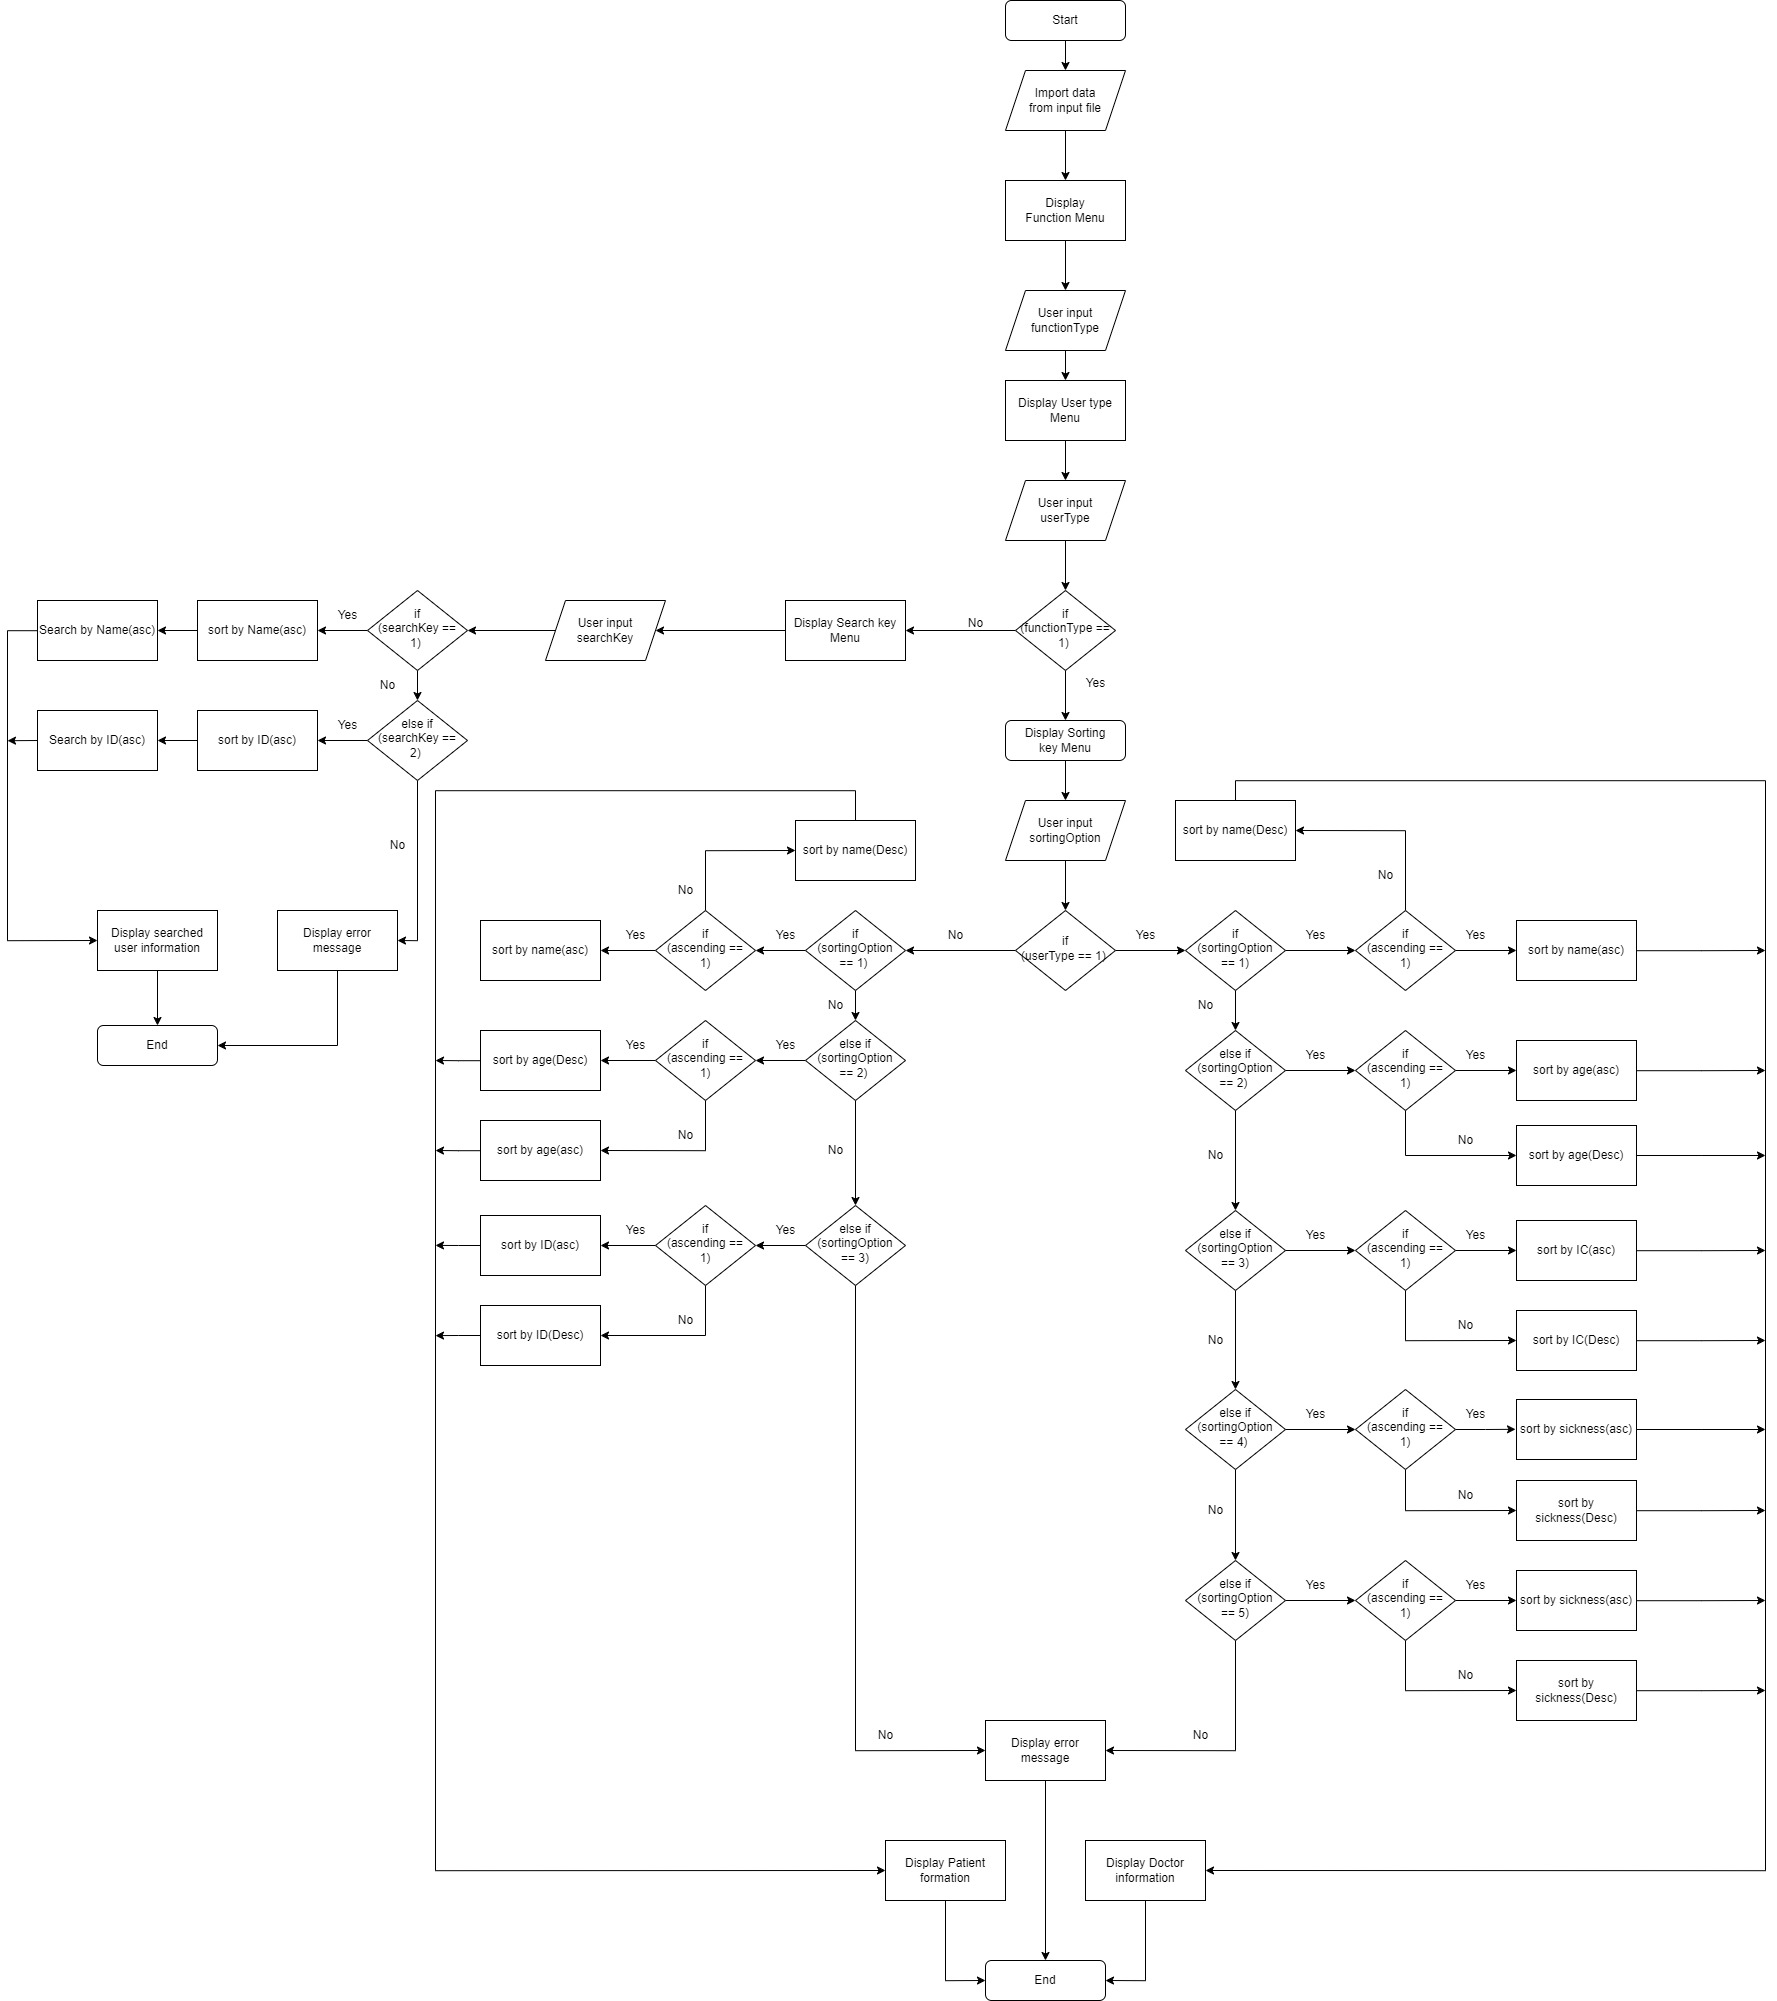 Start
Import data
from input file
Display
Function Menu
User input
functionType
Display User type
Menu
User input
userType
if
(functionType ==
1)
No
Yes
Display Search key
Menu
User input
searchKey
if
(searchKey ==
1)
Yes
sort by Name(asc)
Search by Name(asc)
No
else if
(searchKey ==
2)
Yes
sort by ID(asc)
Search by ID(asc)
No
Display searched
user information
Display error
message
End
Display Sorting
key Menu
User input
sortingOption
if
(userType == 1)
No
if
(sortingOption
== 1)
Yes
if
(ascending ==
1)
Yes
sort by name(asc)
No
sort by name(Desc)
No
else if
(sortingOption
== 2)
Yes
if
(ascending ==
1)
Yes
sort by age(Desc)
No
sort by age(asc)
No
else if
(sortingOption
== 3)
Yes
if
(ascending ==
1)
Yes
sort by ID(asc)
No
sort by ID(Desc)
No
Yes
if
(sortingOption
== 1)
Yes
if
(ascending ==
1)
Yes
sort by name(asc)
No
sort by name(Desc)
No
else if
(sortingOption
== 2)
Yes
if
(ascending ==
1)
Yes
sort by age(asc)
No
sort by age(Desc)
No
else if
(sortingOption
== 3)
Yes
if
(ascending ==
1)
Yes
sort by IC(asc)
No
sort by IC(Desc)
No
else if
(sortingOption
== 4)
Yes
if
(ascending ==
1)
Yes
sort by sickness(asc)
No
sort by
sickness(Desc)
No
else if
(sortingOption
== 5)
Yes
if
(ascending ==
1)
Yes
sort by sickness(asc)
No
sort by
sickness(Desc)
No
Display error
message
Display Patient
formation
Display Doctor
information
End